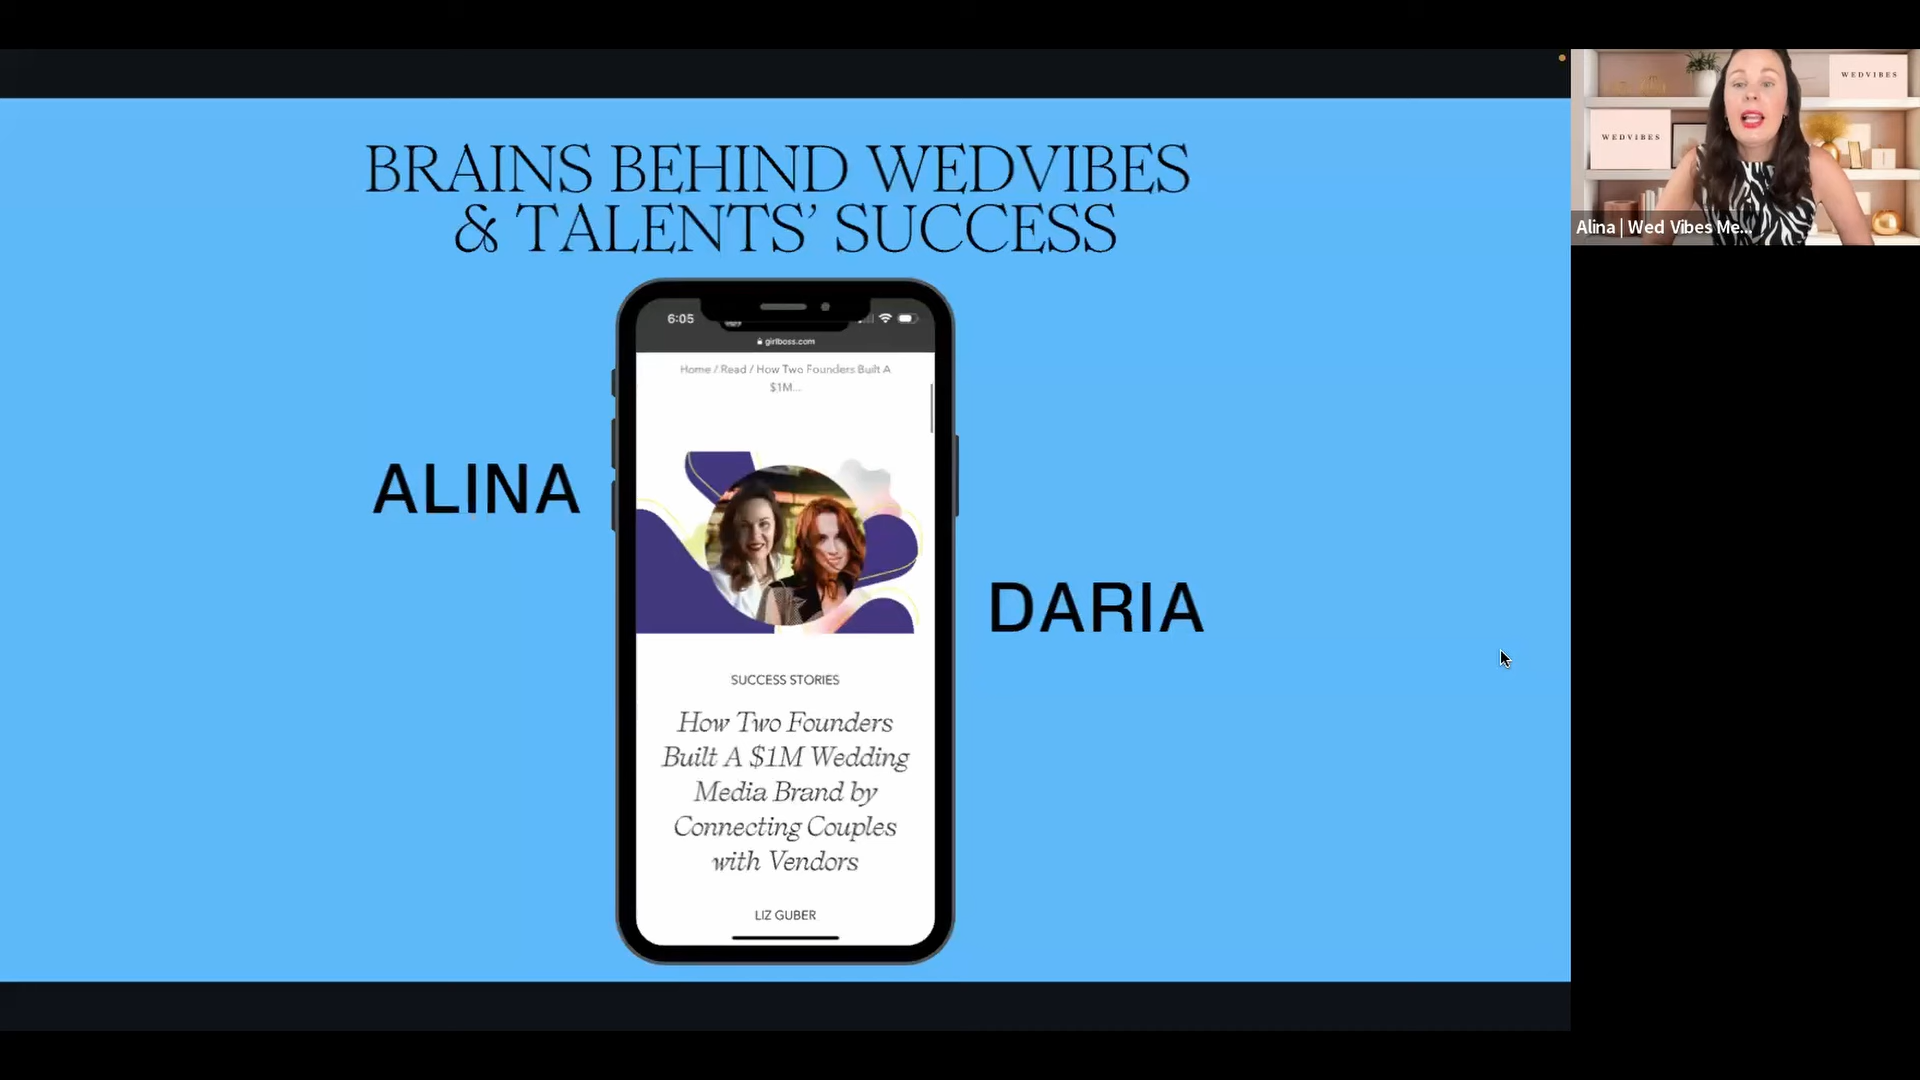 BRAINS BEHIND WEDVIBES
& TALENTS’ SUCCESS
6:05
girlboss.com
Home / Read / How Two Founders Built A
$1M...
ALINA
DARIA
SUCCESS STORIES
How Two Founders
Built A $1M Wedding
Media Brand by
Connecting Couples
with Vendors
LIZ GUBER
WEDVIBES
WEDVIBES
Alina | Wed Vibes Me...